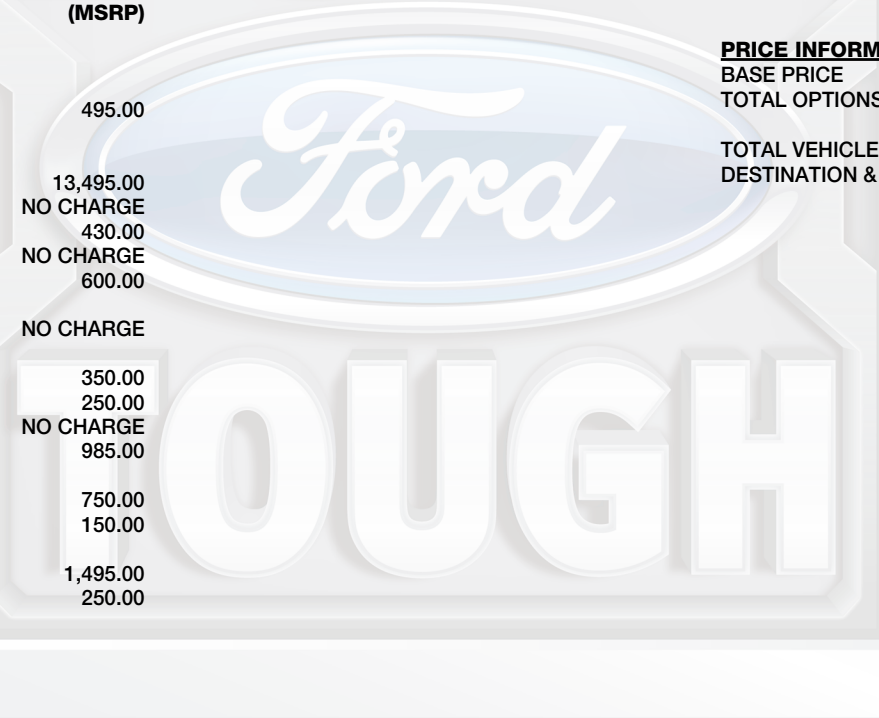 (MSRP)
495.00
13,495.00
NO CHARGE
430.00
NO CHARGE
600.00
NO CHARGE
350.00
250.00
NO CHARGE
985.00
750.00
150.00
1,495.00
250.00
PRICE INFORM
BASE PRICE
TOTAL OPTIONS
TOTAL VEHICLE
DESTINATION &
Ford
TOUGH